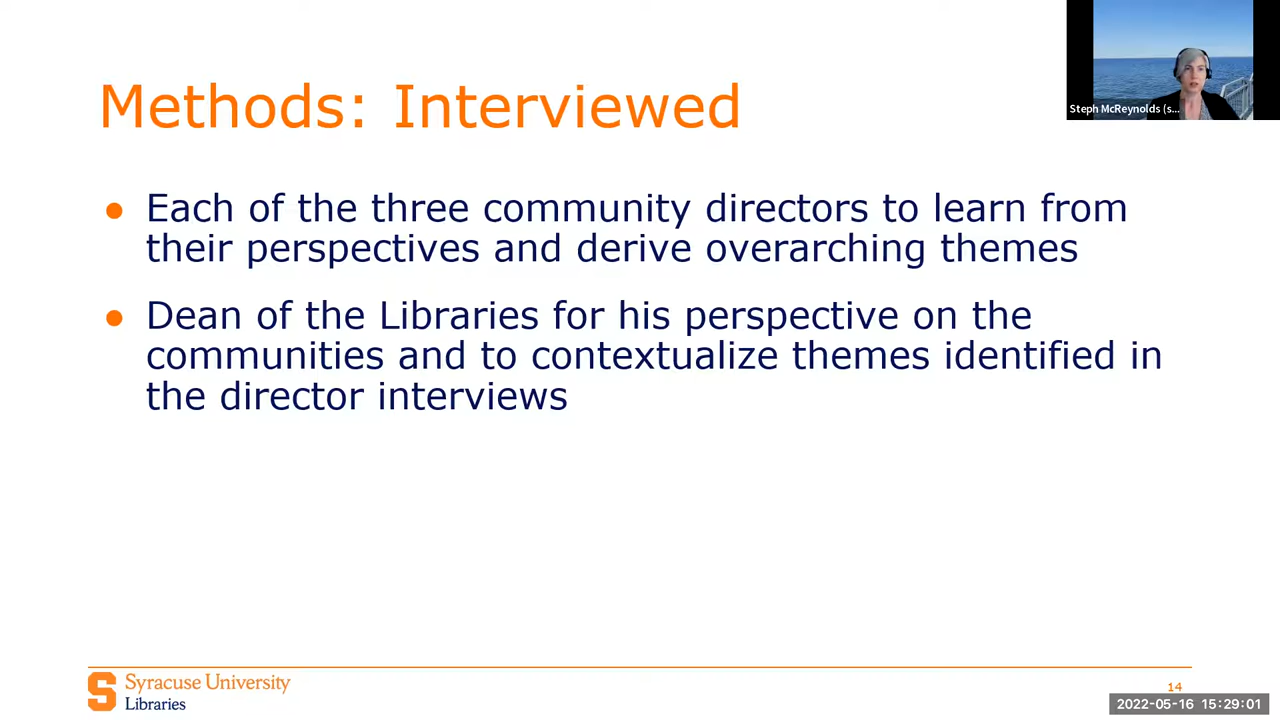 Methods: Interviewed
Steph McReynolds (s...
● Each of the three community directors to learn from
their perspectives and derive overarching themes
● Dean of the Libraries for his perspective on the
communities and to contextualize themes identified in
the director interviews
S Syracuse University
Libraries
14
2022-05-16 15:29:01